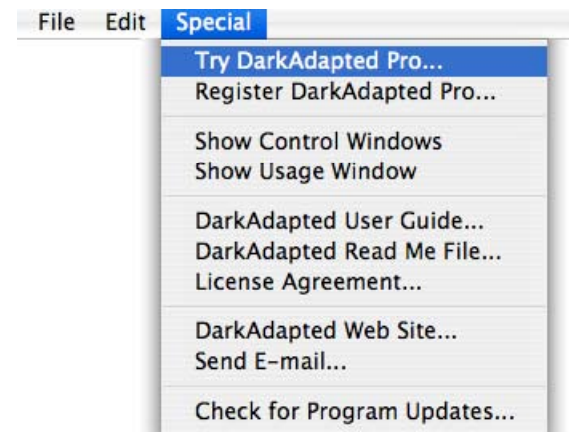 File Edit Special
Try DarkAdapted Pro...
Register DarkAdapted Pro...
Show Control Windows
Show Usage Window
DarkAdapted User Guide...
DarkAdapted Read Me File...
License Agreement...
DarkAdapted Web Site...
Send E-mail...
Check for Program Updates...